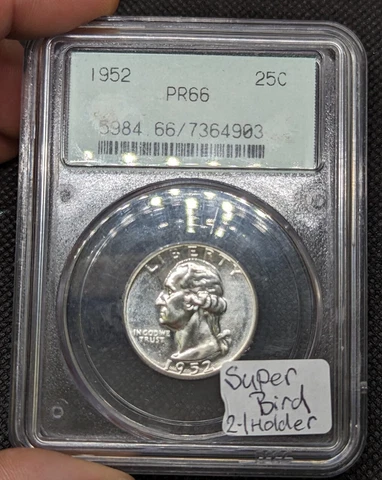 1952 25C
PR66
5984 66/7364903
LIBERTY
IN GOD WE
TRUST
1952
Super
Bird
2-1 Holder